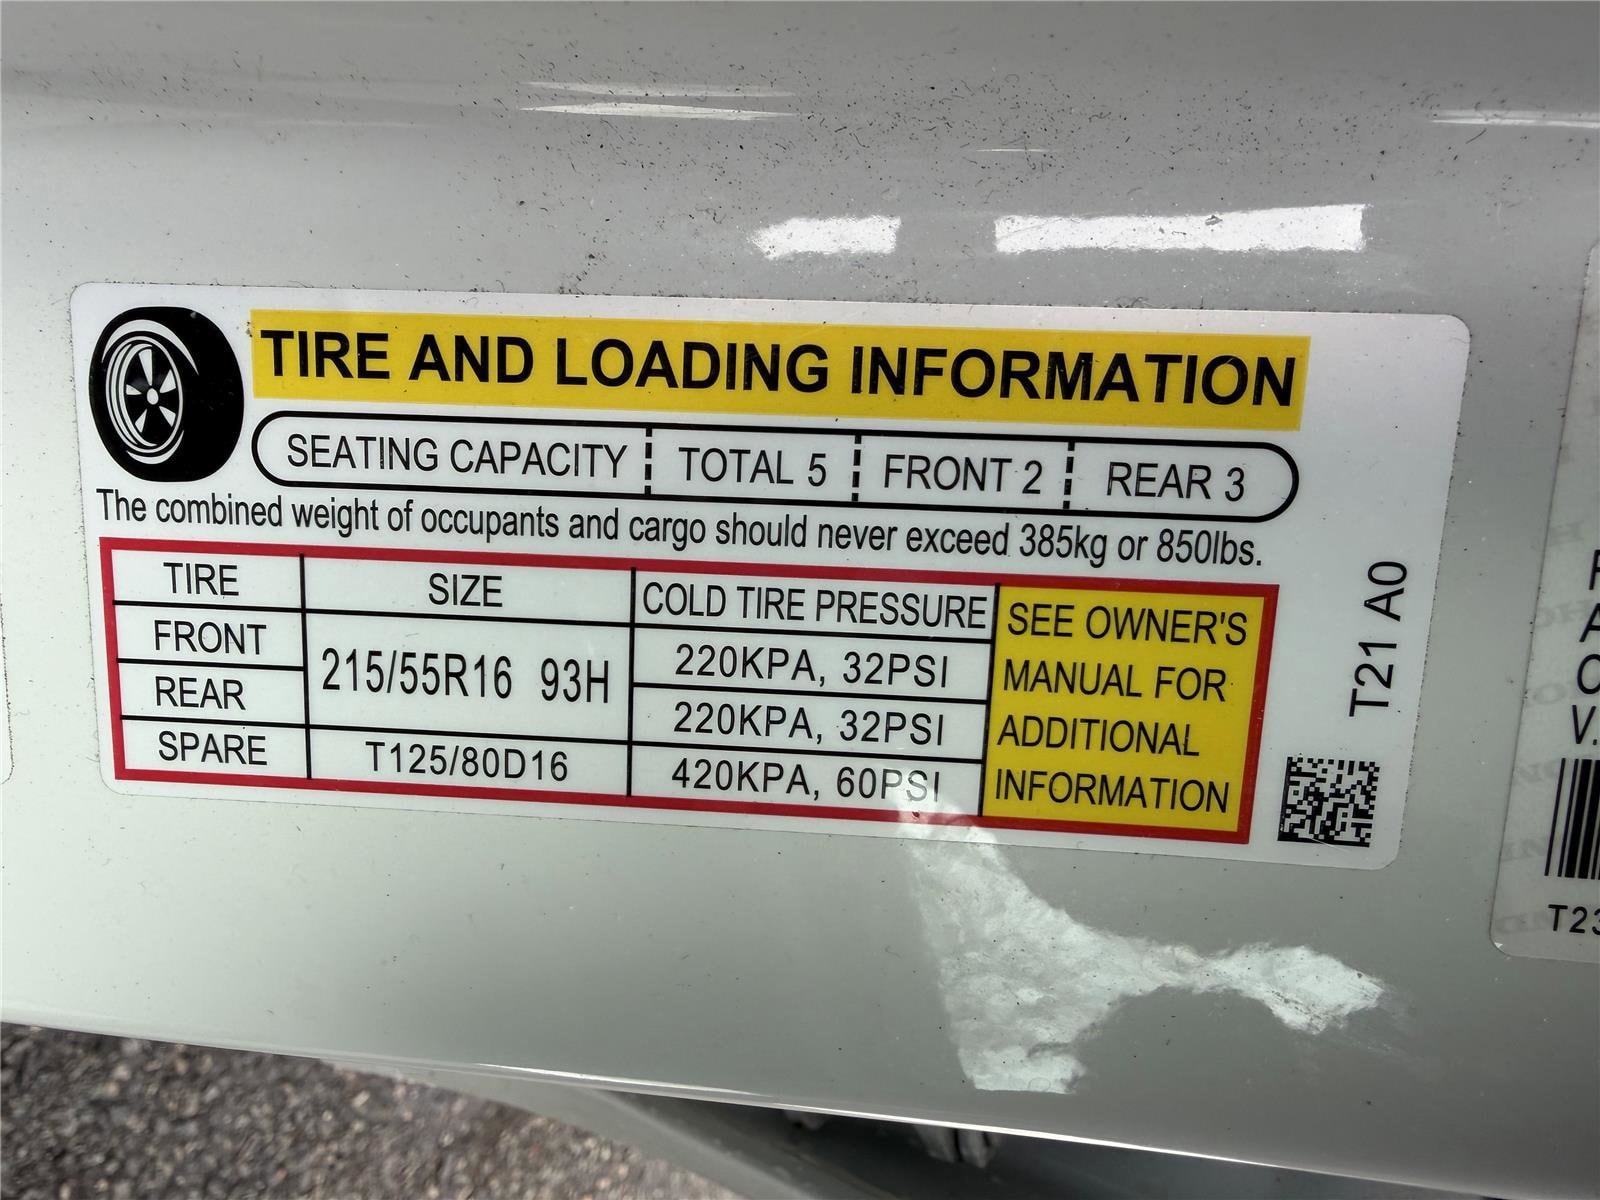 TIRE AND LOADING INFORMATION
SEATING CAPACITY TOTAL 5 FRONT 2 REAR 3
The combined weight of occupants and cargo should never exceed 385kg or 850lbs.
TIRE SIZE COLD TIRE PRESSURE
FRONT 215/55R16 93H 220KPA, 32PSI
REAR 220KPA, 32PSI
SPARE T125/80D16 420KPA, 60PSI
SEE OWNER'S
MANUAL FOR
ADDITIONAL
INFORMATION
T21 A0
V.
T23